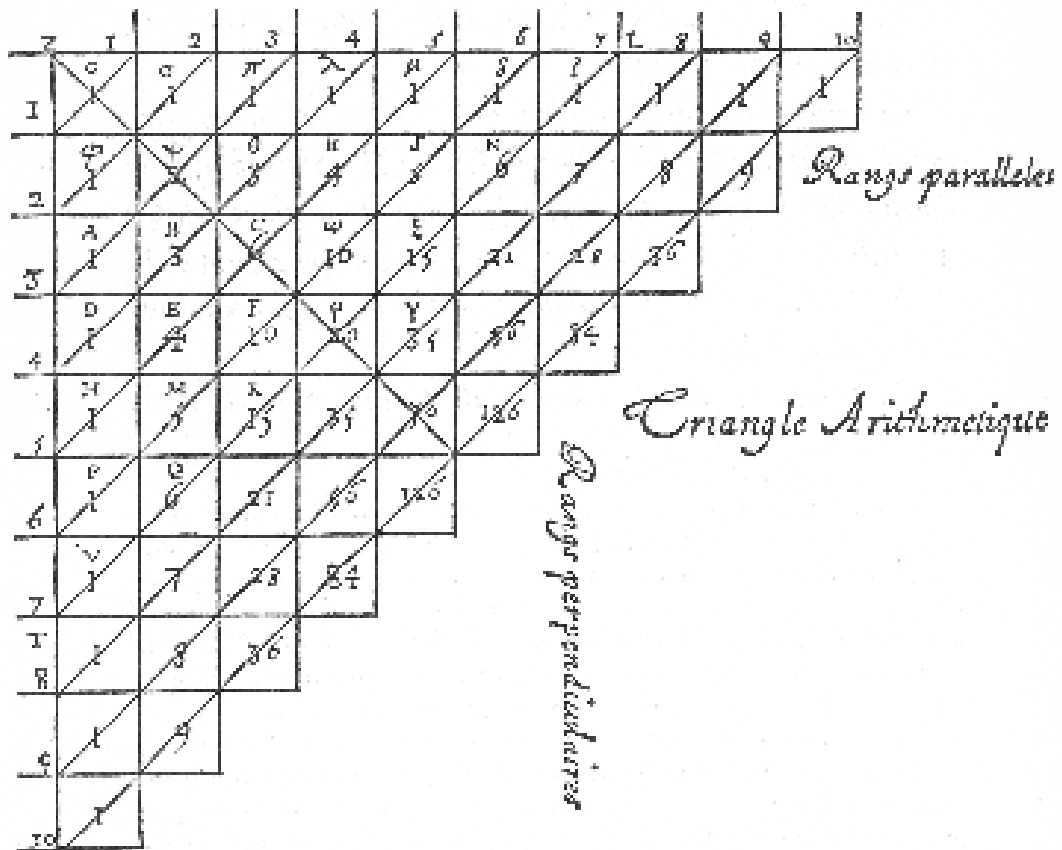 Z 1 2 3 4 5 6 7 L 8 9 10
σ σ π λ μ δ ζ
1 1 1 1 1 1 1 1 1 1 1
φ ψ θ
2 1 2 3 4 5 6 7 8 9
Rangs paralleles
A B C ω ξ
3 1 3 6 10 15 21 28 36
D E F ρ Y
4 1 4 10 20 35 56 84
H M K
5 1 5 15 35 70 126
Triangle Arithmetique
P Q
6 1 6 21 56 126
Rangs perpendiculaires
V
7 1 7 28 84
T
8 1 8 36
9 1 9
10 1